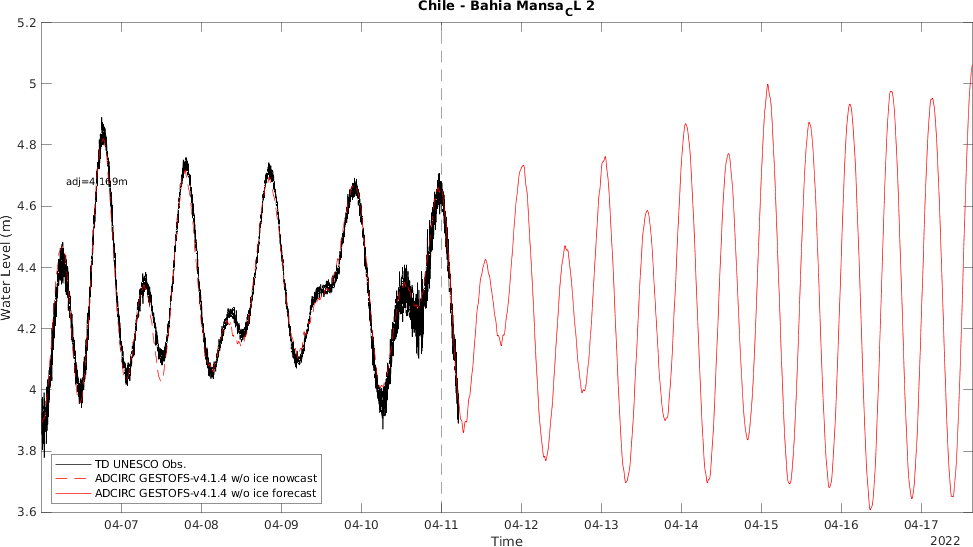 Chile - Bahia MansaCL 2
5.2
5
4.8
4.6
4.4
4.2
4
3.8
3.6
Water Level (m)
adj=4.169m
TD UNESCO Obs.
ADCIRC GESTOFS-v4.1.4 w/o ice nowcast
ADCIRC GESTOFS-v4.1.4 w/o ice forecast
04-07 04-08 04-09 04-10 04-11 04-12 04-13 04-14 04-15 04-16 04-17
Time
2022